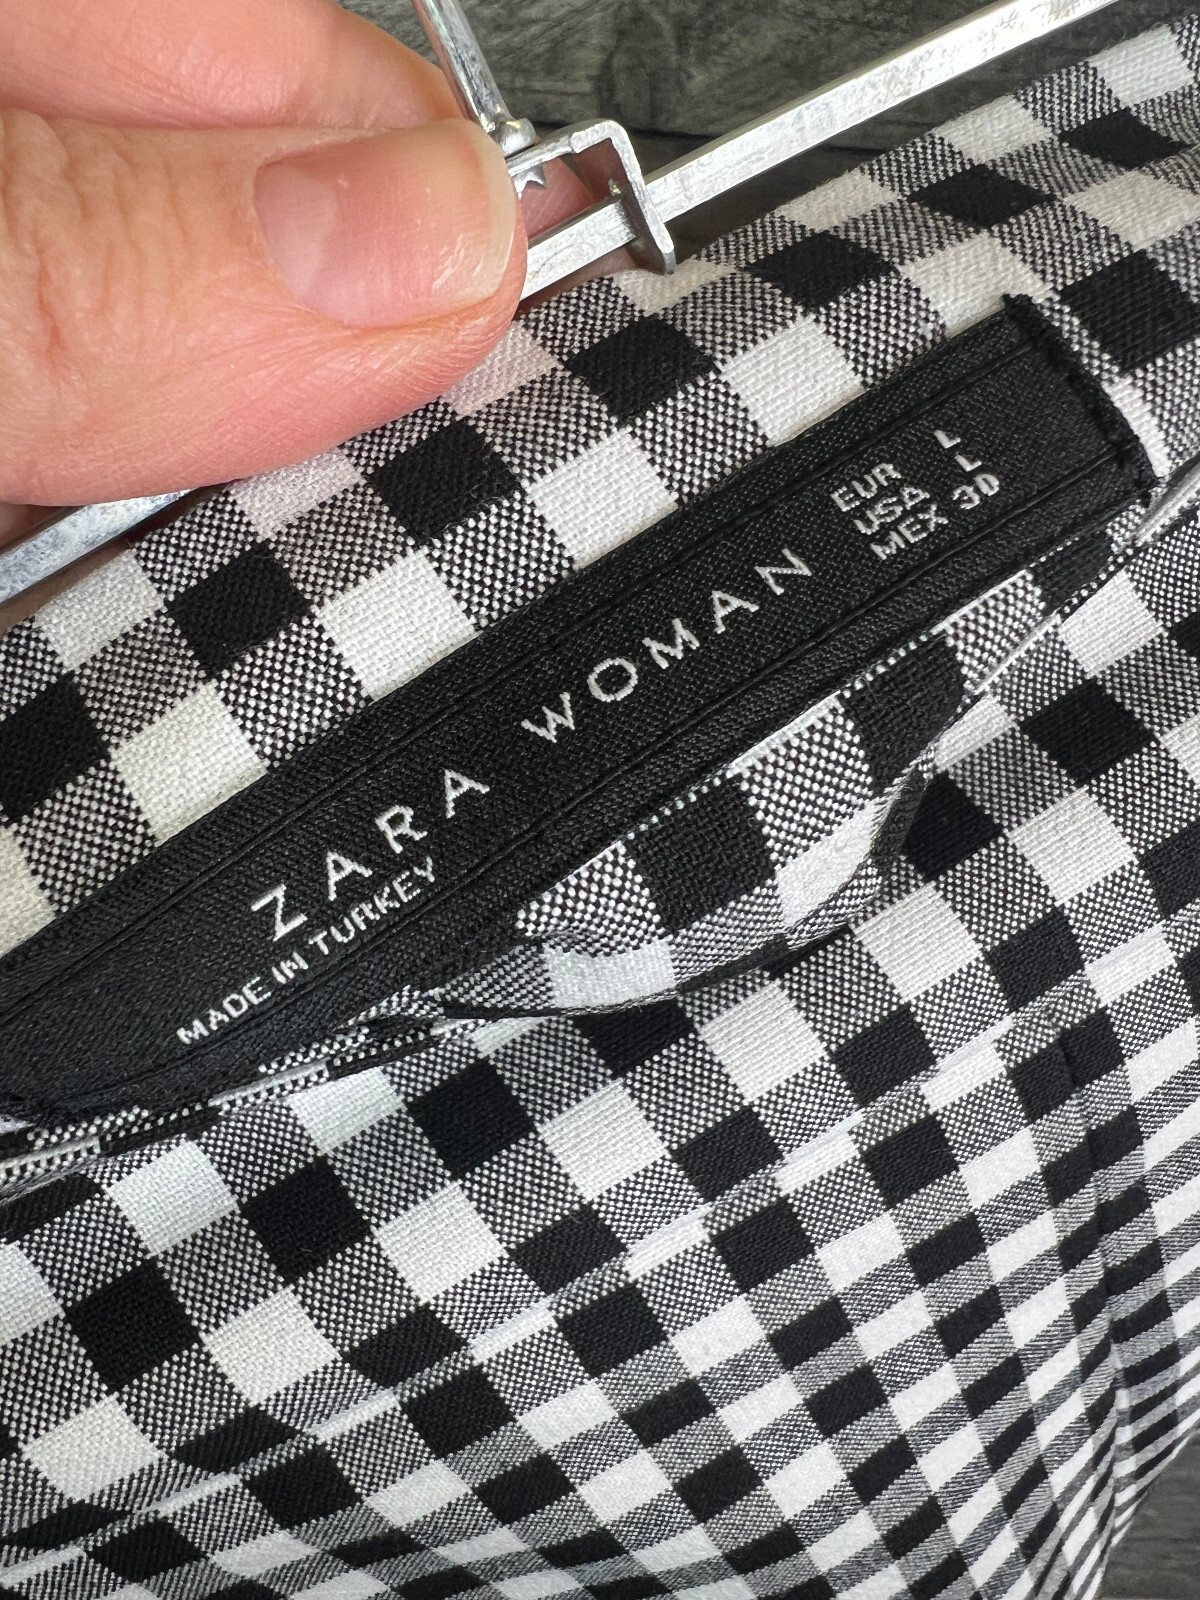 ZARA WOMAN
MADE IN TURKEY
EUR L
USA L
MEX 30